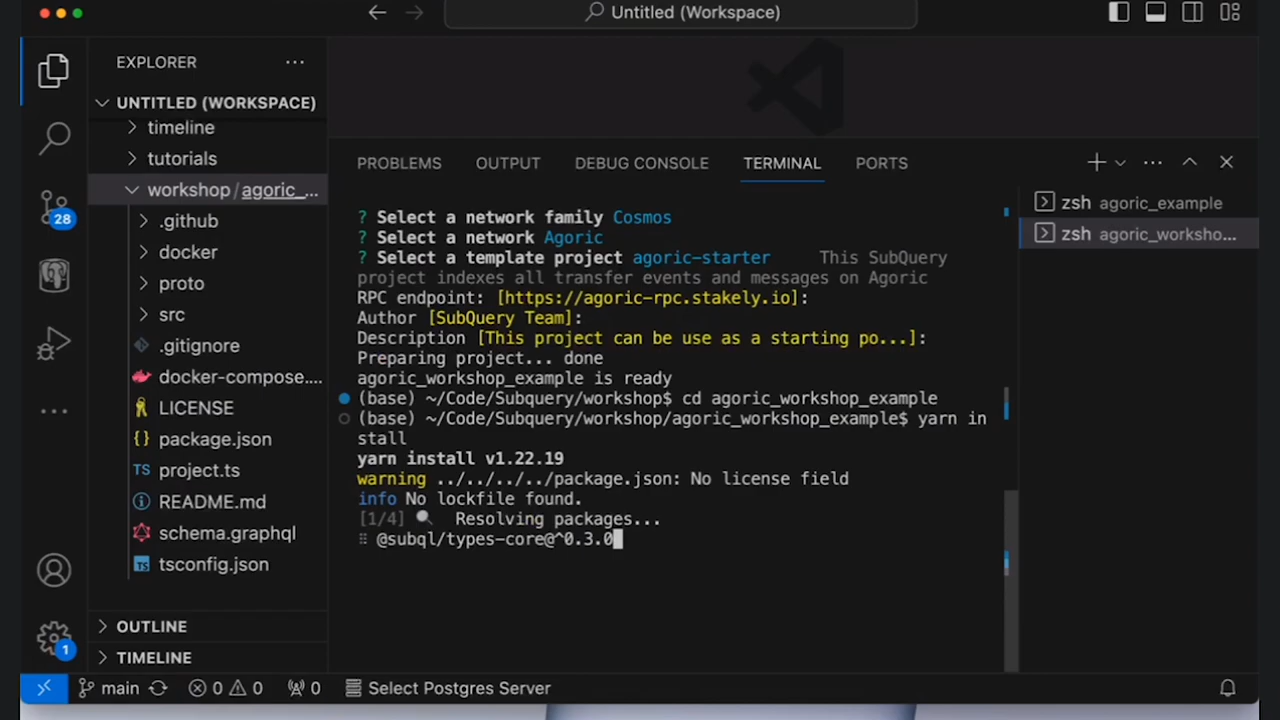 Untitled (Workspace)
EXPLORER
UNTITLED (WORKSPACE)
timeline
tutorials
workshop / agoric_...
.github
docker
proto
src
.gitignore
docker-compose....
LICENSE
{} package.json
TS project.ts
README.md
schema.graphql
TS tsconfig.json
OUTLINE
TIMELINE
28
1
PROBLEMS OUTPUT DEBUG CONSOLE TERMINAL PORTS
? Select a network family Cosmos
? Select a network Agoric
? Select a template project agoric-starter This SubQuery
project indexes all transfer events and messages on Agoric
RPC endpoint: [https://agoric-rpc.stakely.io]:
Author [SubQuery Team]:
Description [This project can be use as a starting po...]:
Preparing project... done
agoric_workshop_example is ready
(base) ~/Code/Subquery/workshop$ cd agoric_workshop_example
(base) ~/Code/Subquery/workshop/agoric_workshop_example$ yarn in
stall
yarn install v1.22.19
warning ../../../../package.json: No license field
info No lockfile found.
[1/4] Resolving packages...
⠿ @subql/types-core@^0.3.0
zsh agoric_example
zsh agoric_worksho...
main 0 0 0 Select Postgres Server